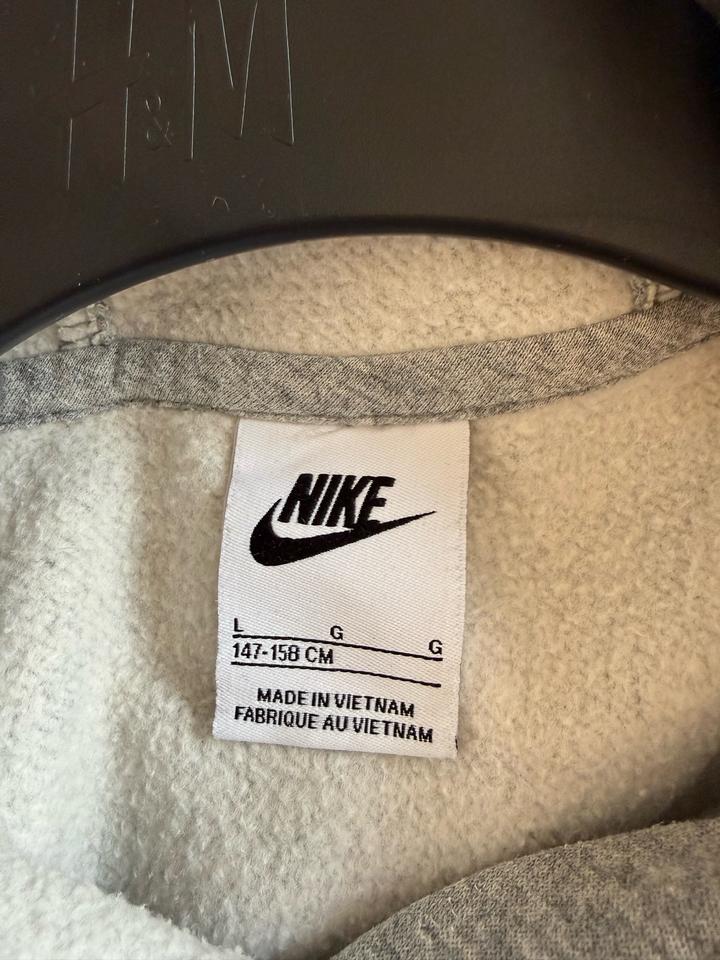 H&M
NIKE
L G G
147-158 CM
MADE IN VIETNAM
FABRIQUE AU VIETNAM